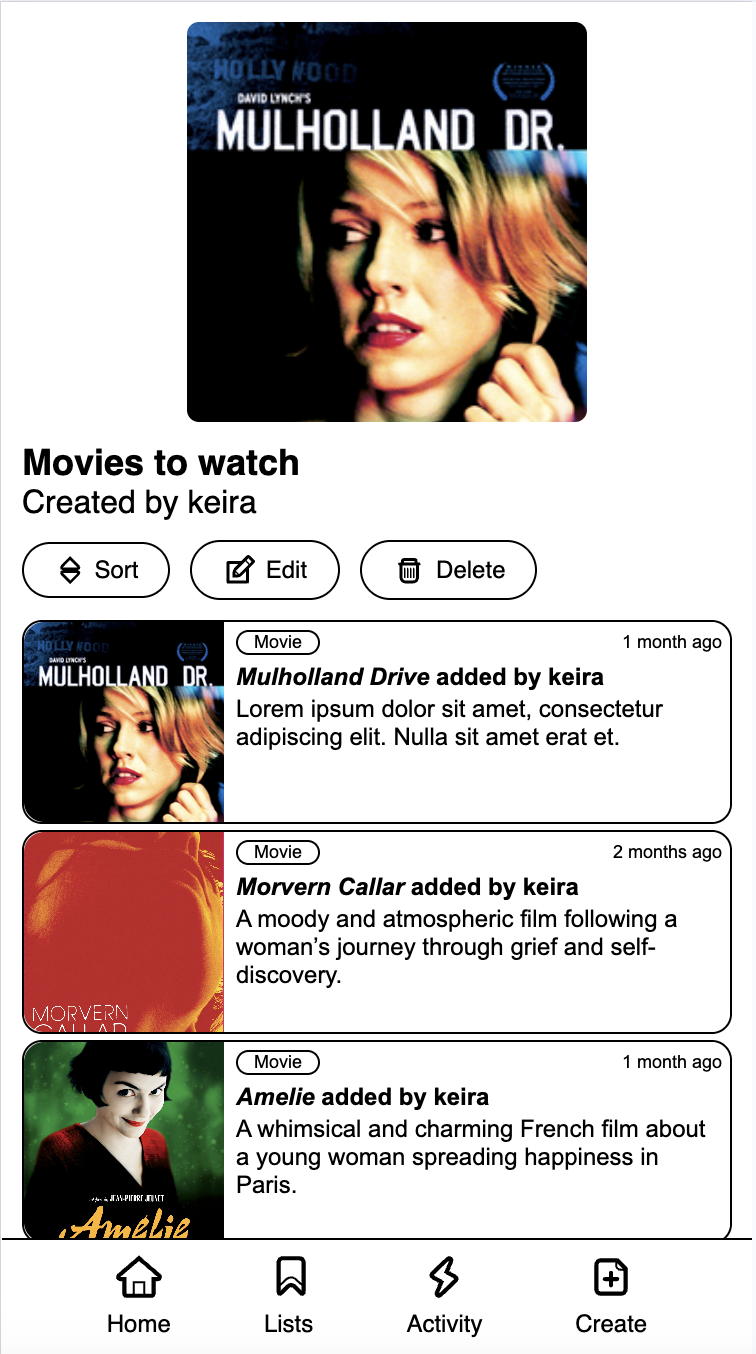 HOLLYWOOD
DAVID LYNCH'S
MULHOLLAND DR.
Movies to watch
Created by keira
Sort
Edit
Delete
HOLLYWOOD
DAVID LYNCH'S
MULHOLLAND DR.
Movie
1 month ago
Mulholland Drive added by keira
Lorem ipsum dolor sit amet, consectetur
adipiscing elit. Nulla sit amet erat et.
MORVERN
CALLAR
Movie
2 months ago
Morvern Callar added by keira
A moody and atmospheric film following a
woman’s journey through grief and self-
discovery.
JEAN-PIERRE JEUNET
Amélie
Movie
1 month ago
Amelie added by keira
A whimsical and charming French film about
a young woman spreading happiness in
Paris.
Home
Lists
Activity
Create